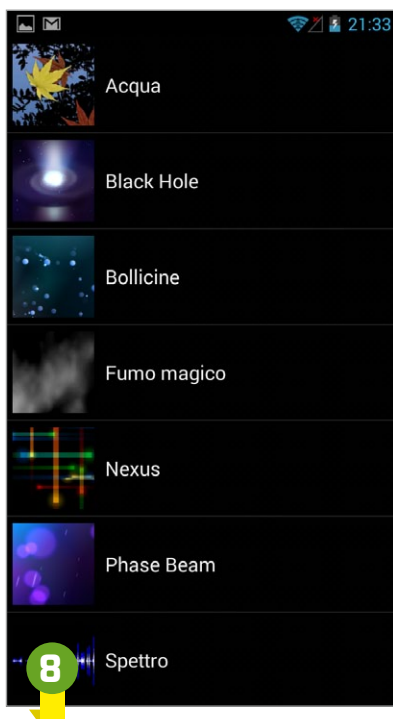 21:33
Acqua
Black Hole
Bollicine
Fumo magico
Nexus
Phase Beam
Spettro
8